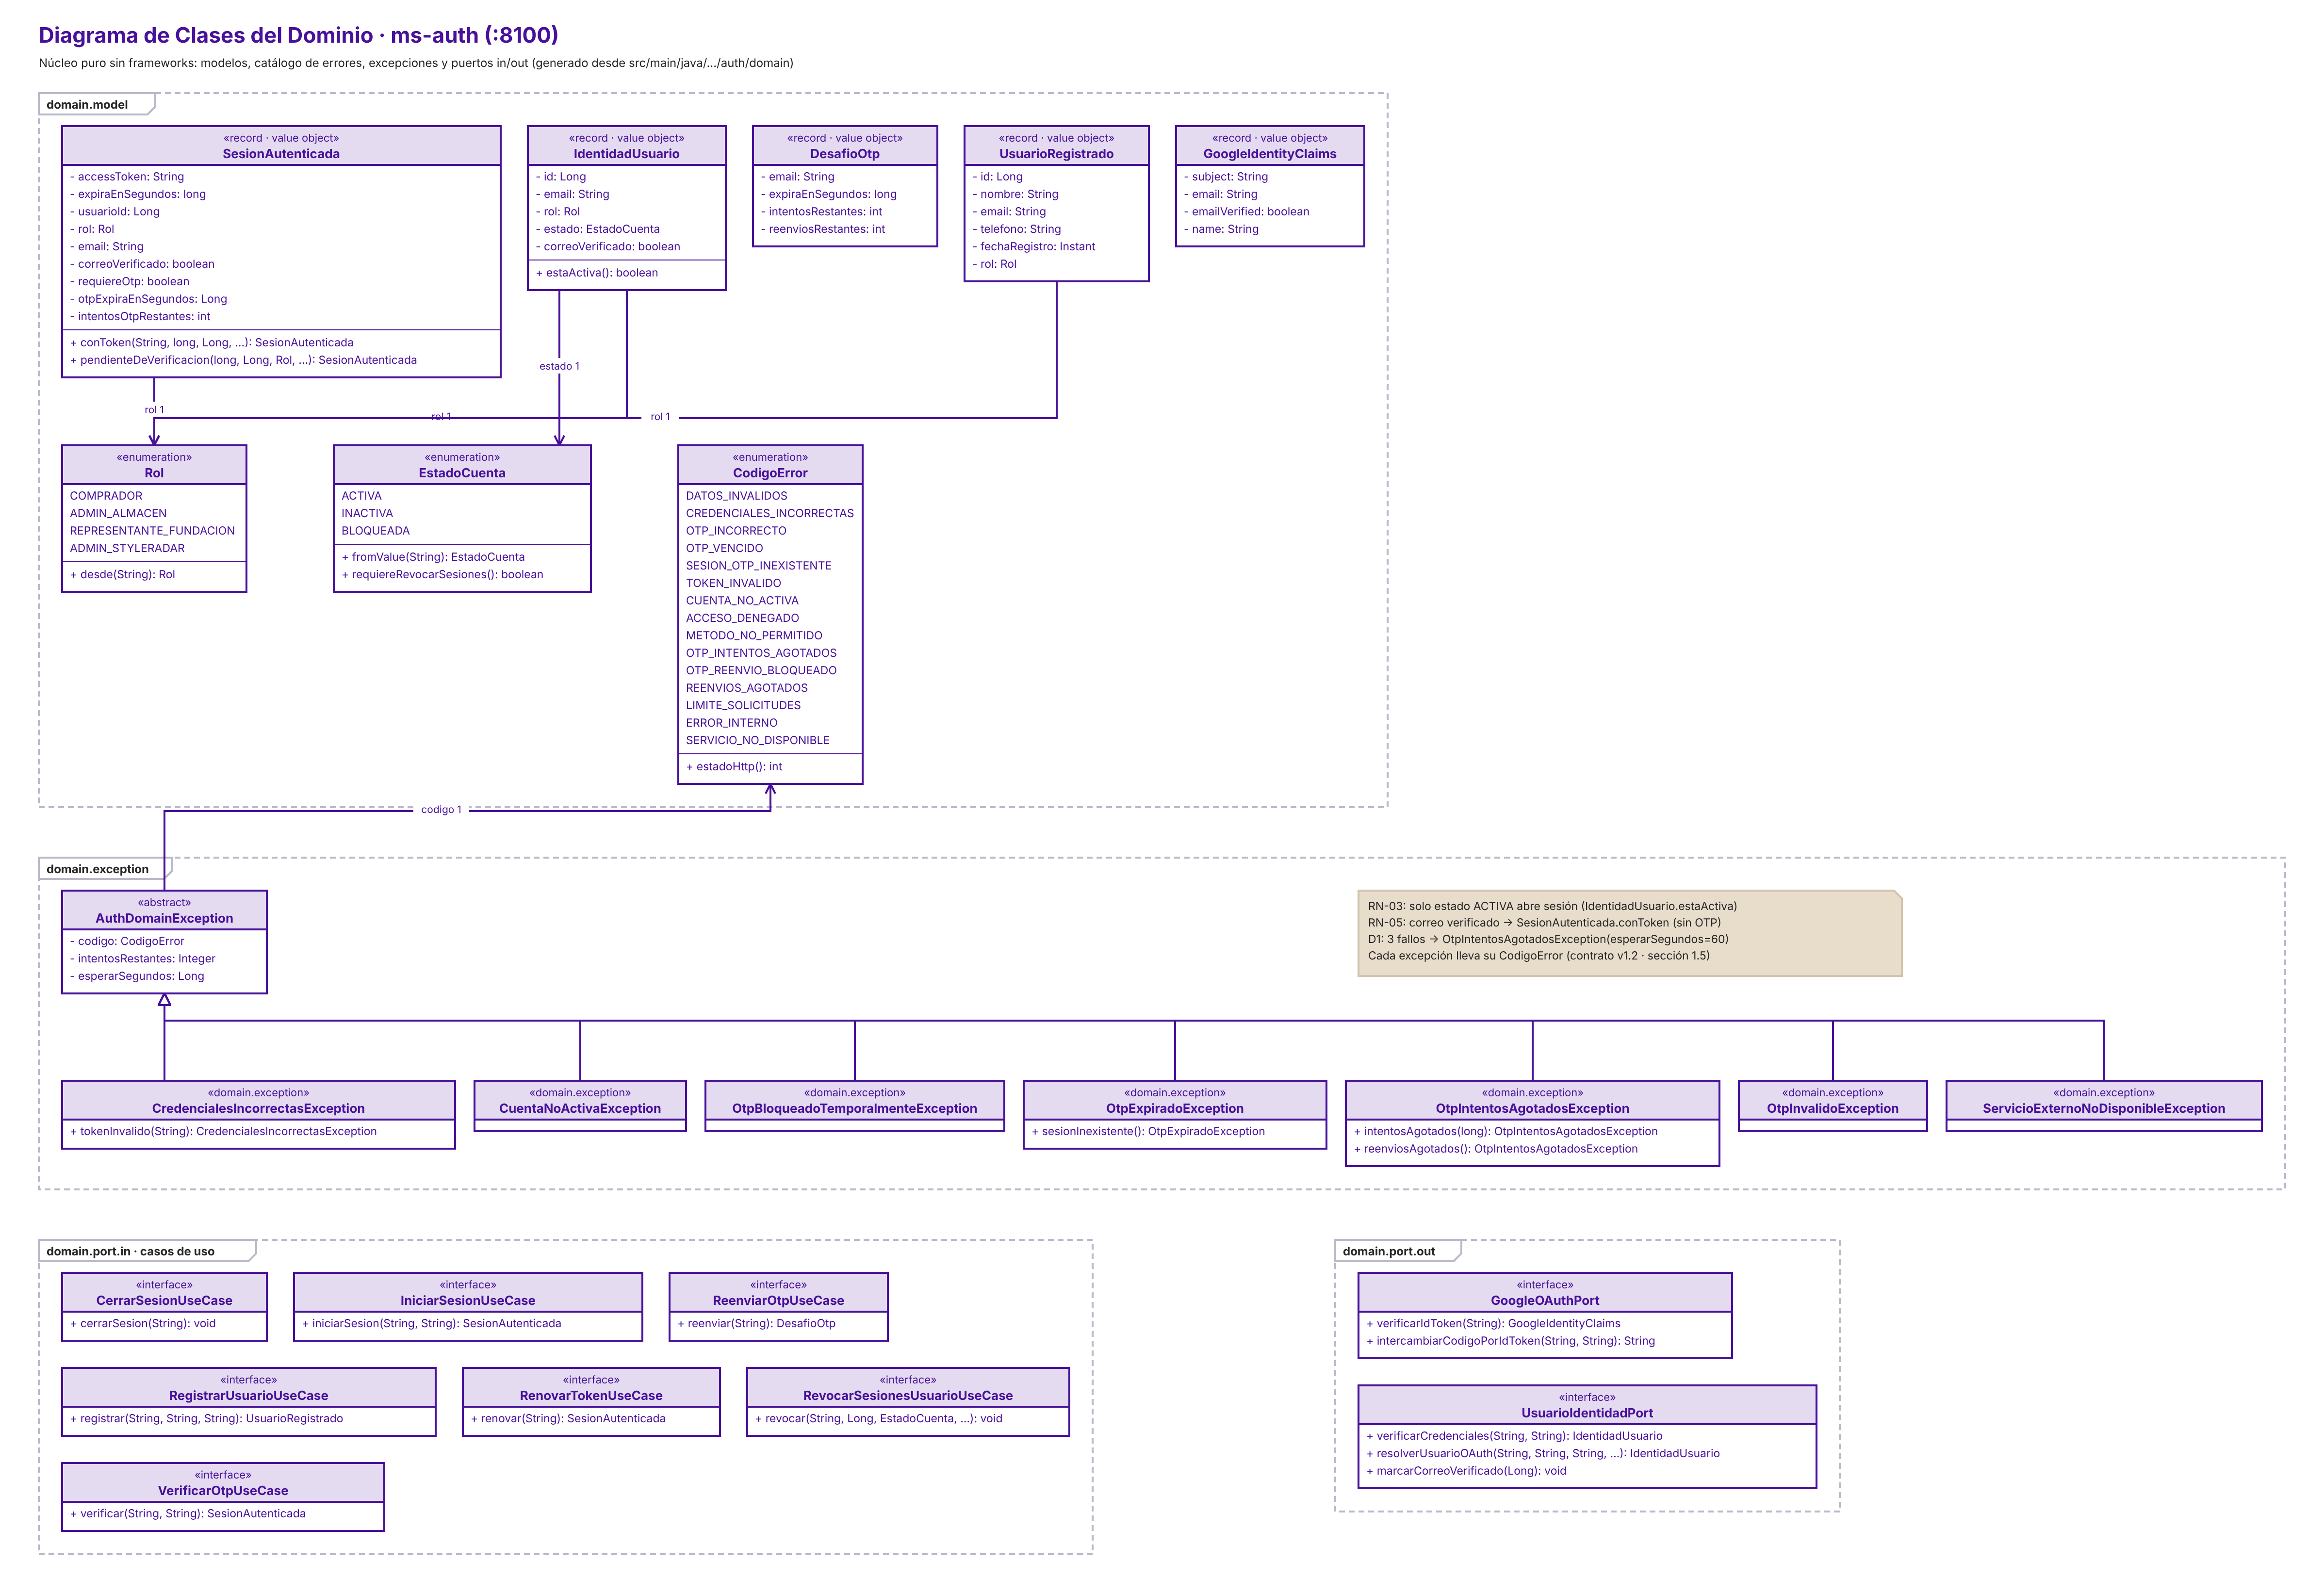 Diagrama de Clases del Dominio · ms-auth (:8100)
Núcleo puro sin frameworks: modelos, catálogo de errores, excepciones y puertos in/out (generado desde src/main/java/.../auth/domain)
domain.model
«record · value object»
SesionAutenticada
- accessToken: String
- expiraEnSegundos: long
- usuarioId: Long
- rol: Rol
- email: String
- correoVerificado: boolean
- requiereOtp: boolean
- otpExpiraEnSegundos: Long
- intentosOtpRestantes: int
+ conToken(String, long, Long, ...): SesionAutenticada
+ pendienteDeVerificacion(long, Long, Rol, ...): SesionAutenticada
«record · value object»
IdentidadUsuario
- id: Long
- email: String
- rol: Rol
- estado: EstadoCuenta
- correoVerificado: boolean
+ estaActiva(): boolean
«record · value object»
DesafioOtp
- email: String
- expiraEnSegundos: long
- intentosRestantes: int
- reenviosRestantes: int
«record · value object»
UsuarioRegistrado
- id: Long
- nombre: String
- email: String
- telefono: String
- fechaRegistro: Instant
- rol: Rol
«record · value object»
GoogleIdentityClaims
- subject: String
- email: String
- emailVerified: boolean
- name: String
estado 1
rol 1
rol 1
rol 1
«enumeration»
Rol
COMPRADOR
ADMIN_ALMACEN
REPRESENTANTE_FUNDACION
ADMIN_STYLERADAR
+ desde(String): Rol
«enumeration»
EstadoCuenta
ACTIVA
INACTIVA
BLOQUEADA
+ fromValue(String): EstadoCuenta
+ requiereRevocarSesiones(): boolean
«enumeration»
CodigoError
DATOS_INVALIDOS
CREDENCIALES_INCORRECTAS
OTP_INCORRECTO
OTP_VENCIDO
SESION_OTP_INEXISTENTE
TOKEN_INVALIDO
CUENTA_NO_ACTIVA
ACCESO_DENEGADO
METODO_NO_PERMITIDO
OTP_INTENTOS_AGOTADOS
OTP_REENVIO_BLOQUEADO
REENVIOS_AGOTADOS
LIMITE_SOLICITUDES
ERROR_INTERNO
SERVICIO_NO_DISPONIBLE
+ estadoHttp(): int
codigo 1
domain.exception
«abstract»
AuthDomainException
- codigo: CodigoError
- intentosRestantes: Integer
- esperarSegundos: Long
RN-03: solo estado ACTIVA abre sesión (IdentidadUsuario.estaActiva)
RN-05: correo verificado → SesionAutenticada.conToken (sin OTP)
D1: 3 fallos → OtpIntentosAgotadosException(esperarSegundos=60)
Cada excepción lleva su CodigoError (contrato v1.2 · sección 1.5)
«domain.exception»
CredencialesIncorrectasException
+ tokenInvalido(String): CredencialesIncorrectasException
«domain.exception»
CuentaNoActivaException
«domain.exception»
OtpBloqueadoTemporalmenteException
«domain.exception»
OtpExpiradoException
+ sesionInexistente(): OtpExpiradoException
«domain.exception»
OtpIntentosAgotadosException
+ intentosAgotados(long): OtpIntentosAgotadosException
+ reenviosAgotados(): OtpIntentosAgotadosException
«domain.exception»
OtpInvalidoException
«domain.exception»
ServicioExternoNoDisponibleException
domain.port.in · casos de uso
«interface»
CerrarSesionUseCase
+ cerrarSesion(String): void
«interface»
IniciarSesionUseCase
+ iniciarSesion(String, String): SesionAutenticada
«interface»
ReenviarOtpUseCase
+ reenviar(String): DesafioOtp
«interface»
RegistrarUsuarioUseCase
+ registrar(String, String, String): UsuarioRegistrado
«interface»
RenovarTokenUseCase
+ renovar(String): SesionAutenticada
«interface»
RevocarSesionesUsuarioUseCase
+ revocar(String, Long, EstadoCuenta, ...): void
«interface»
VerificarOtpUseCase
+ verificar(String, String): SesionAutenticada
domain.port.out
«interface»
GoogleOAuthPort
+ verificarIdToken(String): GoogleIdentityClaims
+ intercambiarCodigoPorIdToken(String, String): String
«interface»
UsuarioIdentidadPort
+ verificarCredenciales(String, String): IdentidadUsuario
+ resolverUsuarioOAuth(String, String, String, ...): IdentidadUsuario
+ marcarCorreoVerificado(Long): void